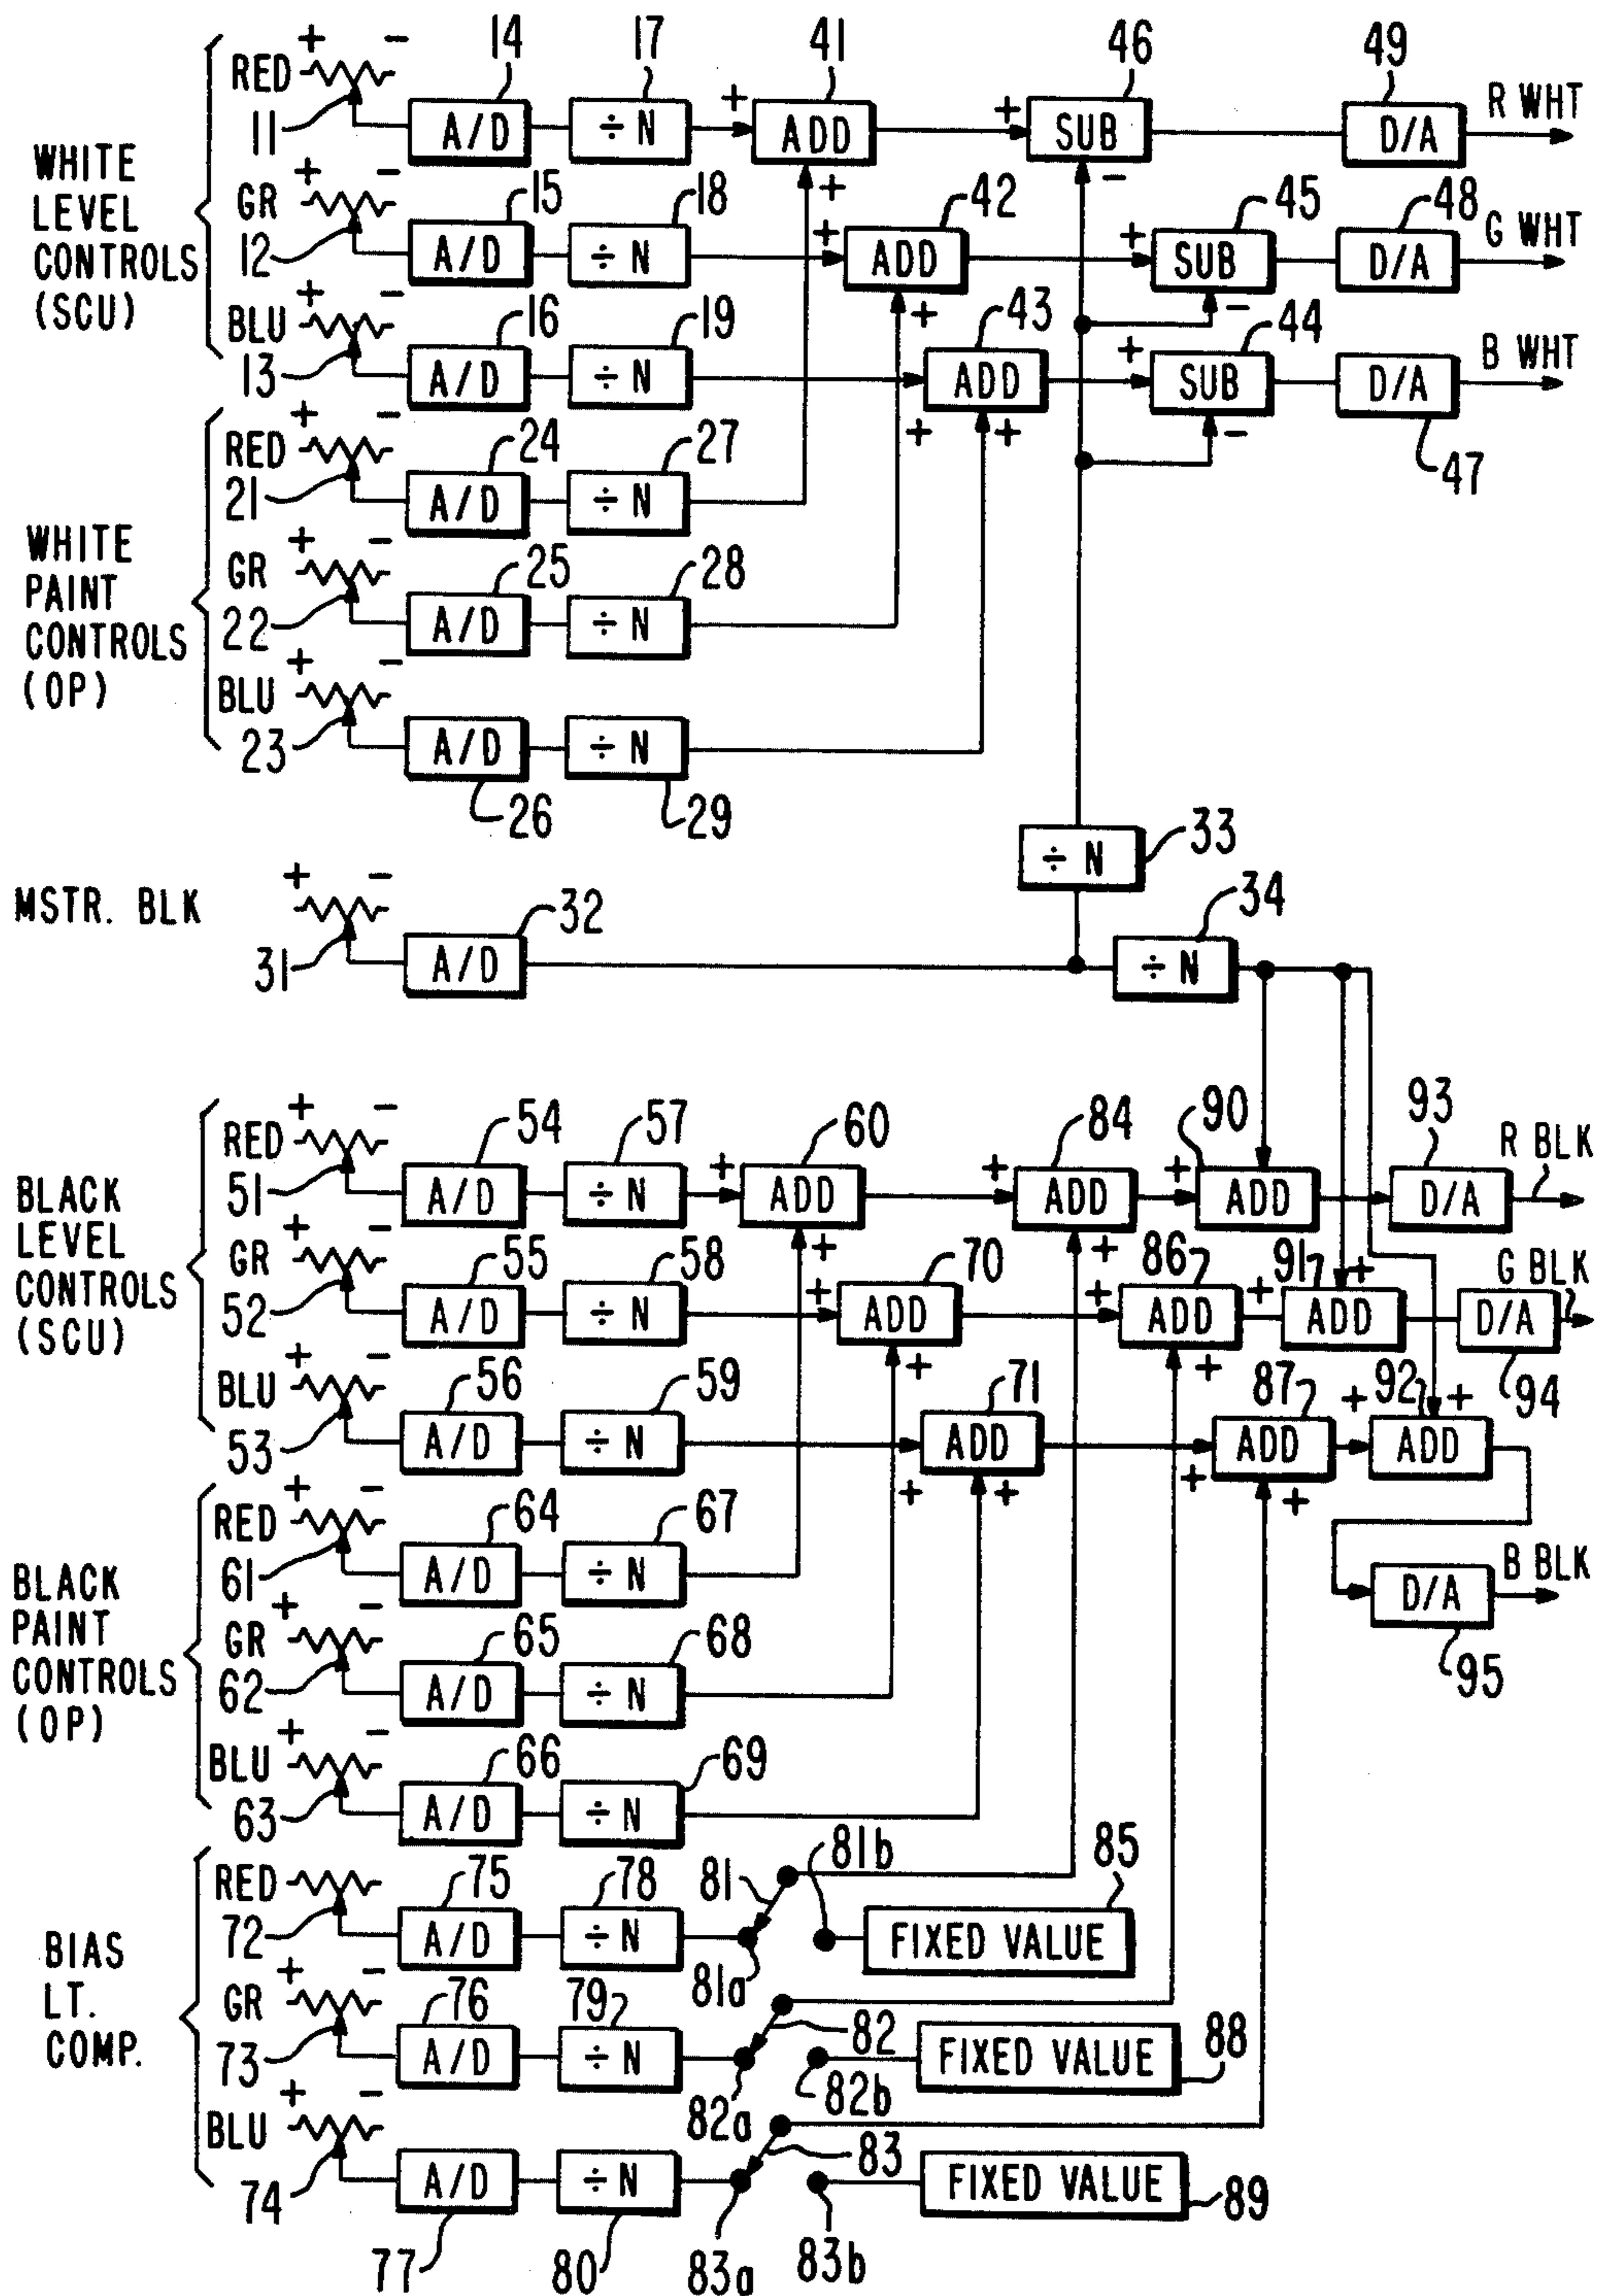 + - 14 17 41 46 49
RED + + R WHT
11 A/D ÷ N ADD SUB D/A
WHITE LEVEL CONTROLS (SCU)
+ - 15 18 + 42 - 45 48
GR + + G WHT
12 A/D ÷ N ADD SUB D/A
+ - 16 19 + 43 - 44
BLU + B WHT
13 A/D ÷ N ADD SUB D/A
+ - + + - 47
RED 24 27
21 A/D ÷ N
WHITE PAINT CONTROLS (OP)
+ - 25 28
GR
22 A/D ÷ N
+ -
BLU
23 A/D ÷ N
26 29
÷ N 33
+ - 34
MSTR. BLK 32
31 A/D ÷ N
+ - 54 57 60 84 90 93
RED + + + R BLK
51 A/D ÷ N ADD ADD ADD D/A
BLACK LEVEL CONTROLS (SCU)
+ - 55 58 + 70 + 86 91 +
GR + + + G BLK
52 A/D ÷ N ADD ADD ADD D/A
+ - 56 59 + 71 + 87 92 + 94
BLU +
53 A/D ÷ N ADD ADD ADD
+ - + + + +
RED 64 67
61 A/D ÷ N
B BLK
D/A
95
BLACK PAINT CONTROLS (OP)
+ - 65 68
GR
62 A/D ÷ N
+ - 66 69
BLU
63 A/D ÷ N
RED 75 78 81 81b 85
72 A/D ÷ N 81a FIXED VALUE
BIAS LT. COMP.
+ - 76 79
GR 82 88
73 A/D ÷ N 82a 82b FIXED VALUE
+ -
BLU 83
74 A/D ÷ N FIXED VALUE 89
77 80 83a 83b